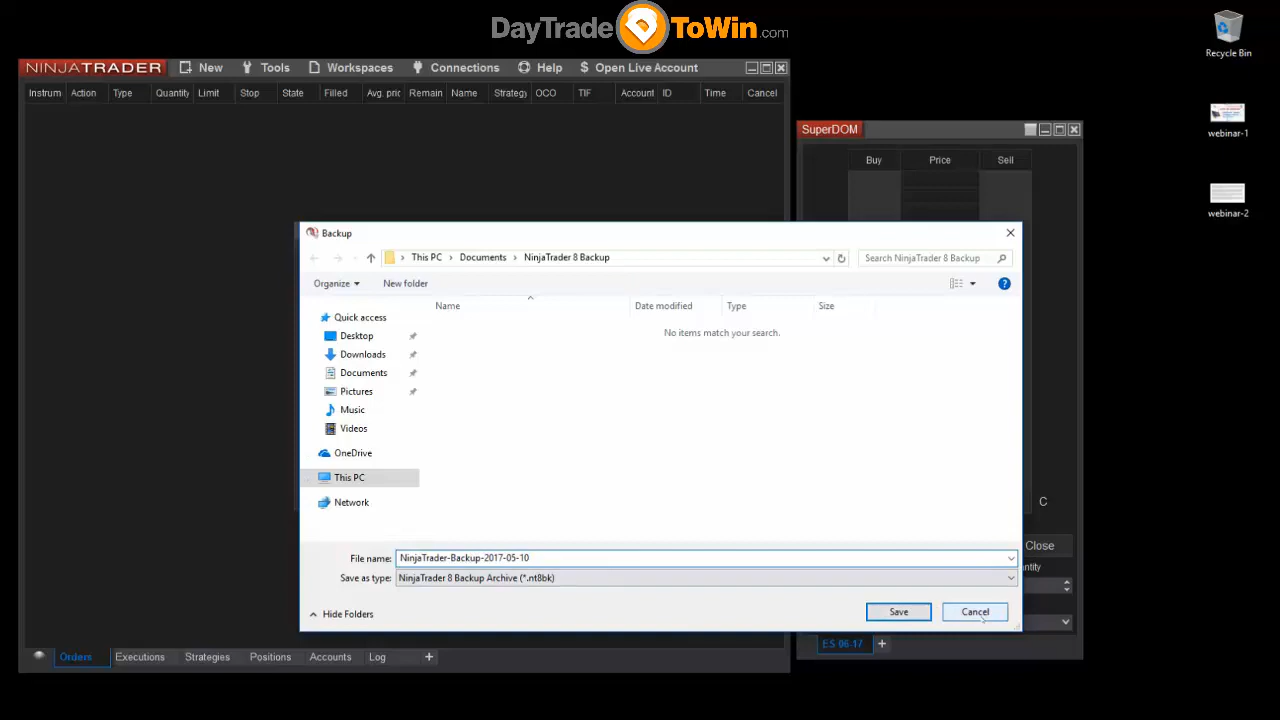 DayTradeToWin.com
Recycle Bin
NINJATRADER New Tools Workspaces Connections Help $ Open Live Account
Instrum Action Type Quantity Limit Stop State Filled Avg. pric Remain Name Strategy OCO TIF Account ID Time Cancel
webinar-1
SuperDOM
Buy Price Sell
webinar-2
Backup
This PC > Documents > NinjaTrader 8 Backup
Search NinjaTrader 8 Backup
Organize New folder
Name Date modified Type Size
No items match your search.
Quick access
Desktop
Downloads
Documents
Pictures
Music
Videos
OneDrive
This PC
Network
C
Close
File name: NinjaTrader-Backup-2017-05-10
Save as type: NinjaTrader 8 Backup Archive (*.nt8bk)
ntity
Hide Folders Save Cancel
ES 06-17 +
Orders Executions Strategies Positions Accounts Log +